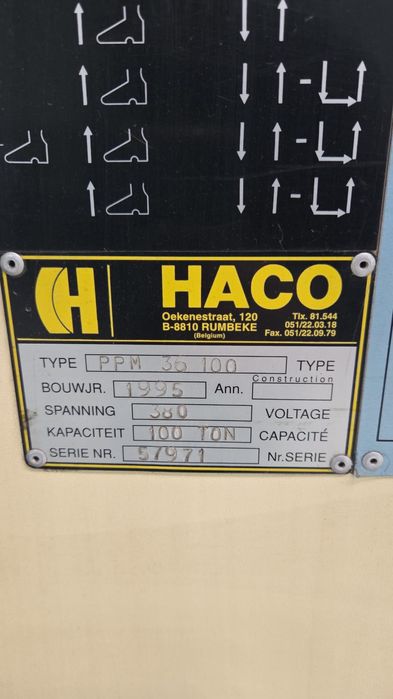 H HACO
Oekenestraat, 120 Tlx. 81.544
B-8810 RUMBEKE 051/22.03.18
(Belgium) Fax. 051/22.09.79
TYPE PPM 36 100 TYPE
BOUWJR. 1995 Ann. Construction
SPANNING 380 VOLTAGE
KAPACITEIT 100 TON CAPACITÉ
SERIE NR. 57971 Nr. SERIE